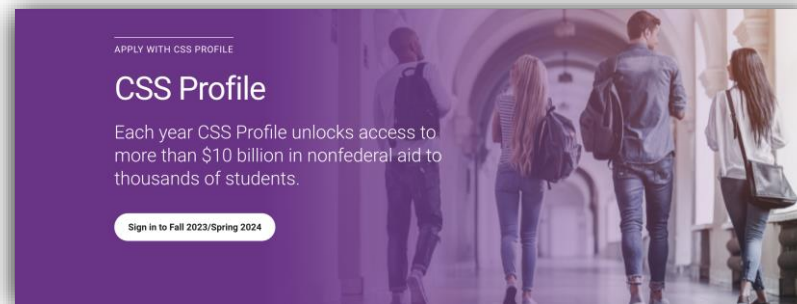 APPLY WITH CSS PROFILE
CSS Profile
Each year CSS Profile unlocks access to
more than $10 billion in nonfederal aid to
thousands of students.
Sign in to Fall 2023/Spring 2024